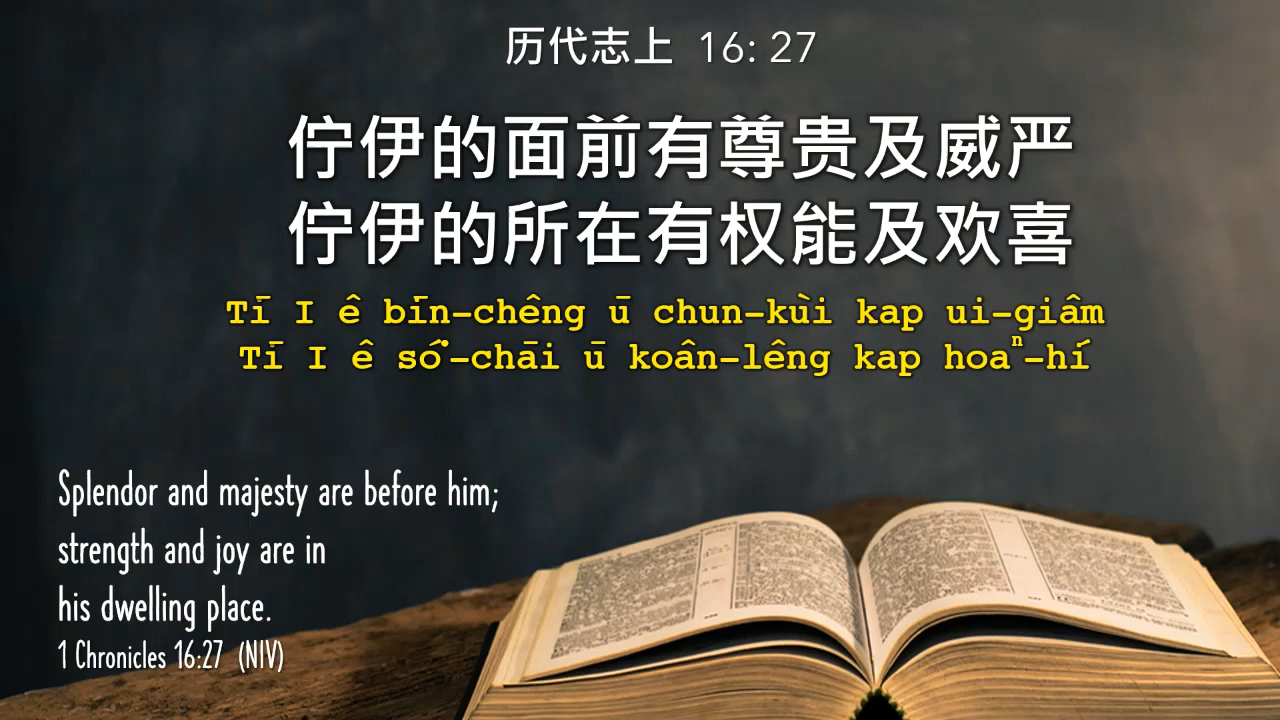 历代志上 16: 27
佇伊的面前有尊贵及威严
佇伊的所在有权能及欢喜
Tī I ê bīn-chêng ū chun-kùi kap ui-giâm
Tī I ê só͘-chāi ū koân-lêng kap hoaⁿ-hí
Splendor and majesty are before him;
strength and joy are in
his dwelling place.
1 Chronicles 16:27 (NIV)